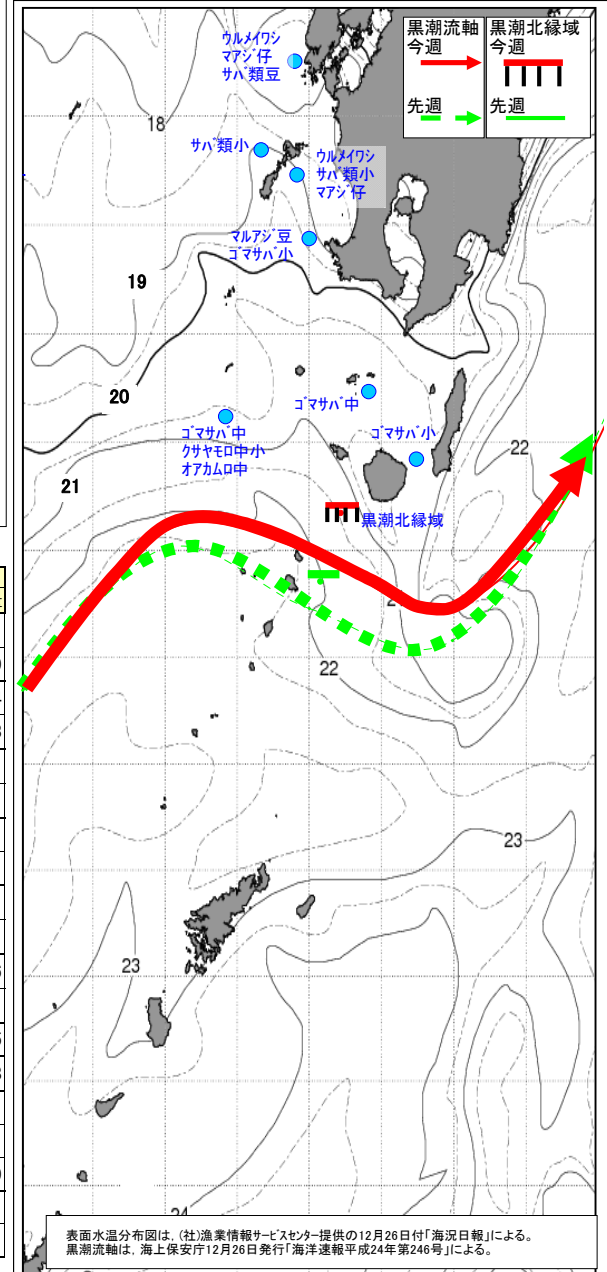 黒潮流軸
今週
先週
黒潮北縁域
今週
先週
ウルメイワシ
マアジ仔
サバ類豆
18
サバ類小
ウルメイワシ
サバ類小
マアジ仔
マルアジ豆
ゴマサバ小
19
20
ゴマサバ中
ゴマサバ中
クサヤモロ中小
オアカムロ中
ゴマサバ小
22
21
黒潮北縁域
22
23
23
24
表面水温分布図は、(社)漁業情報サービスセンター提供の12月26日付「海況日報」による。
黒潮流軸は、海上保安庁12月26日発行「海洋速報平成24年第246号」による。